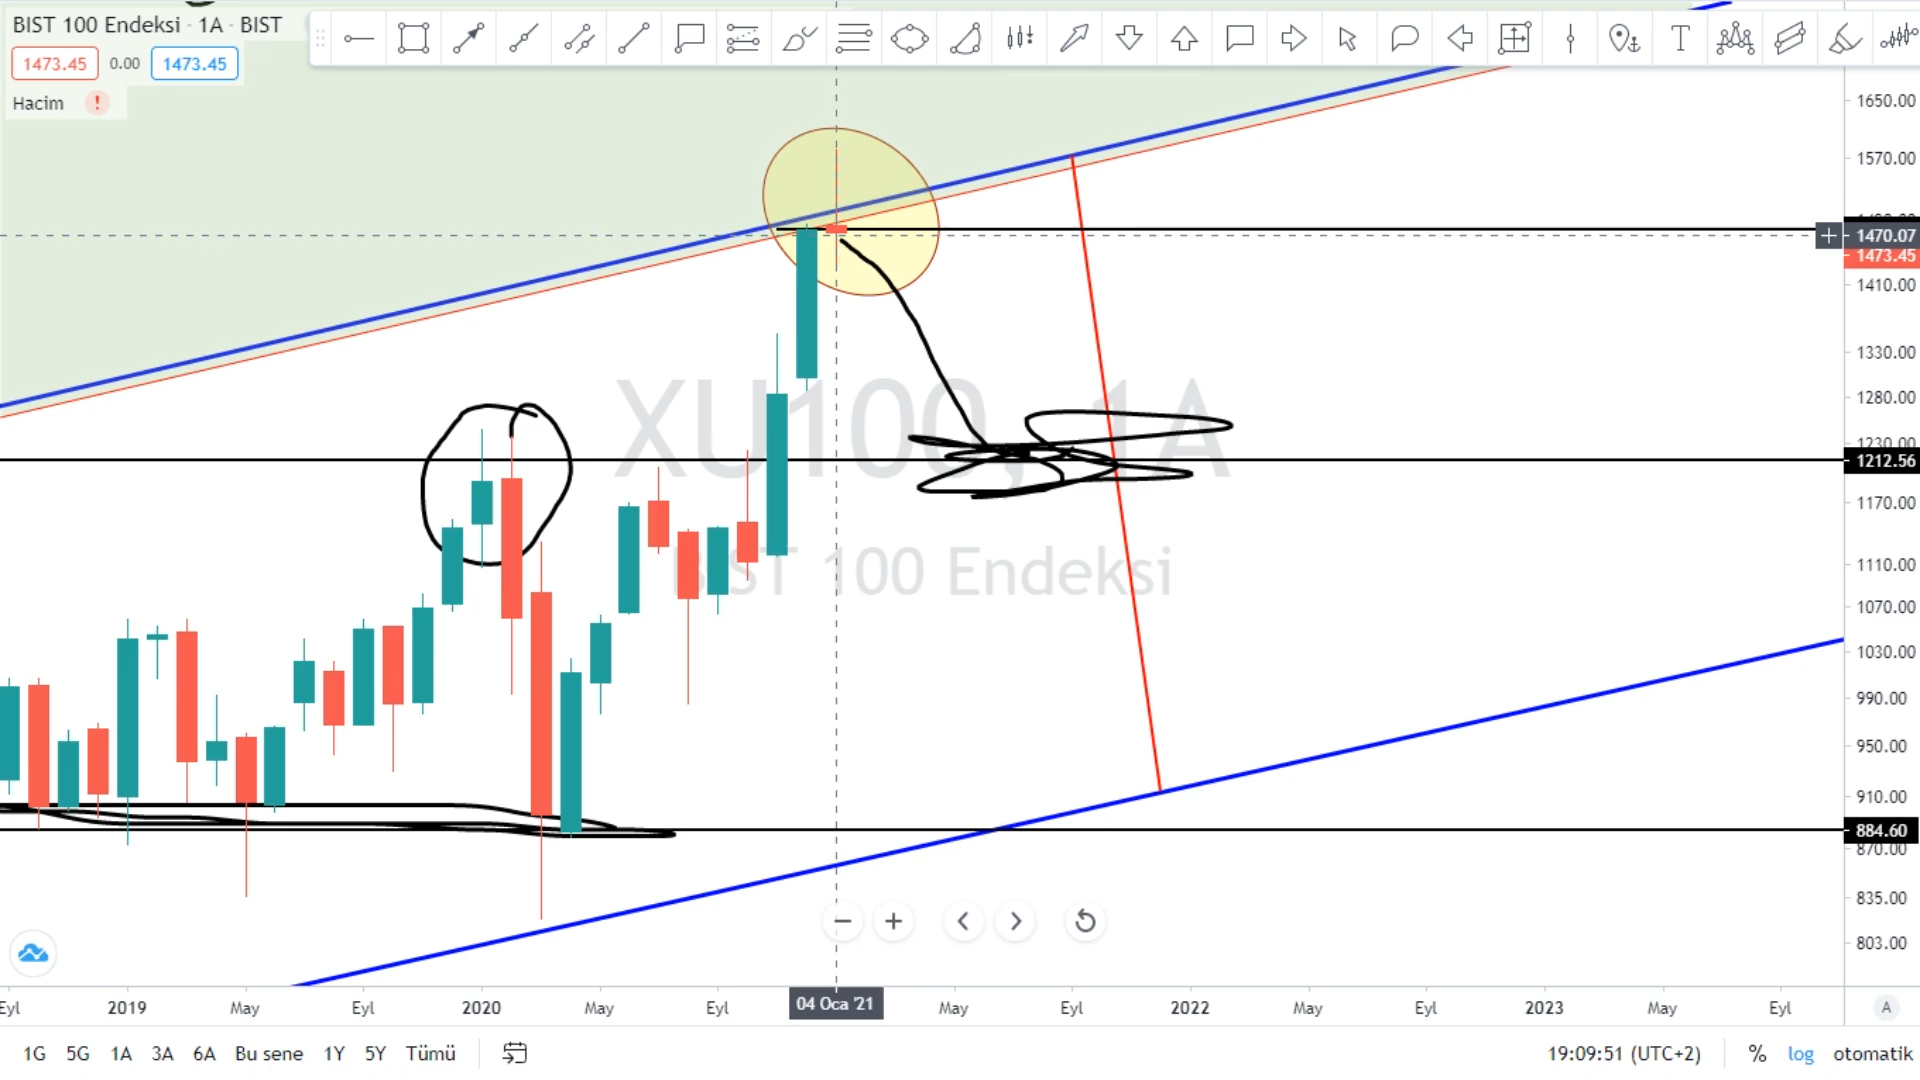 BIST 100 Endeksi · 1A · BIST
1473.45 0.00 1473.45
Hacim !
XU100, 1A
BIST 100 Endeksi
1650.00
1570.00
1470.07
1473.45
1410.00
1330.00
1280.00
1230.00
1212.56
1170.00
1110.00
1070.00
1030.00
990.00
950.00
910.00
884.60
870.00
835.00
803.00
Eyl 2019 May Eyl 2020 May Eyl 04 Oca '21 May Eyl 2022 May Eyl 2023 May Eyl A
1G 5G 1A 3A 6A Bu sene 1Y 5Y Tümü 19:09:51 (UTC+2) % log otomatik